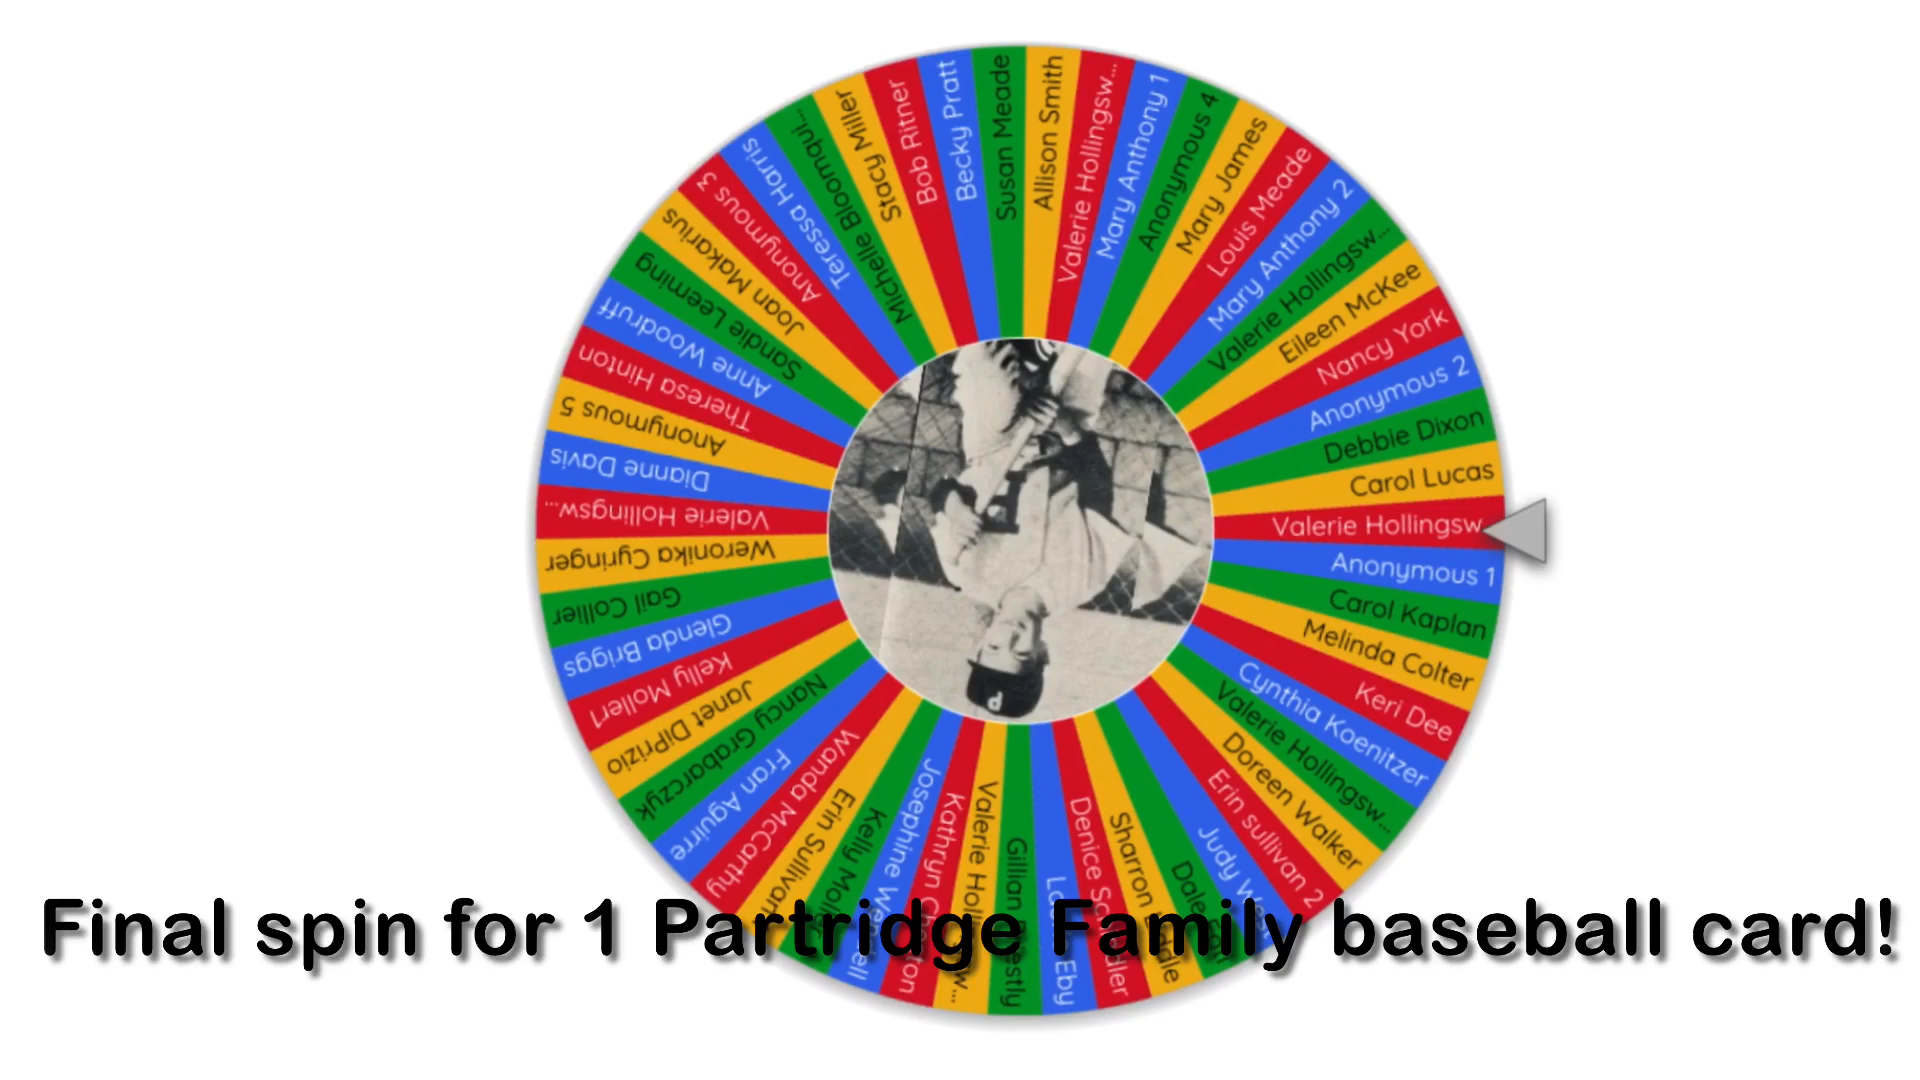 Susan Meade
Allison Smith
Valerie Hollingsw...
Mary Anthony 1
Anonymous 4
Mary James
Louis Meade
Mary Anthony 2
Valerie Hollingsw...
Eileen McKee
Nancy York
Anonymous 2
Debbie Dixon
Carol Lucas
Valerie Hollingsw
Anonymous 1
Carol Kaplan
Melinda Colter
Keri Dee
Cynthia Koenitzer
Valerie Hollingsw...
Doreen Walker
Erin sullivan 2
Judy
Dale
Sharron
Denice
Eby
Gillian
Valerie
Kathryn
Josephine
Kelly
Erin Sullivan
Wanda McCarthy
Fran Aguirre
Nancy Grabarczyk
Janet DiPrizio
Kelly Moller1
Glenda Briggs
Gail Collier
Weronika Cyringer
Valerie Hollingsw...
Dianne Davis
Anonymous 5
Theresa Hinton
Anne Woodruff
Sandie Leeming
Joan Makarius
Anonymous 3
Teressa Harris
Michelle Bloomqui...
Stacy Miller
Bob Ritner
Becky Pratt
P
Final spin for 1 Partridge Family baseball card!